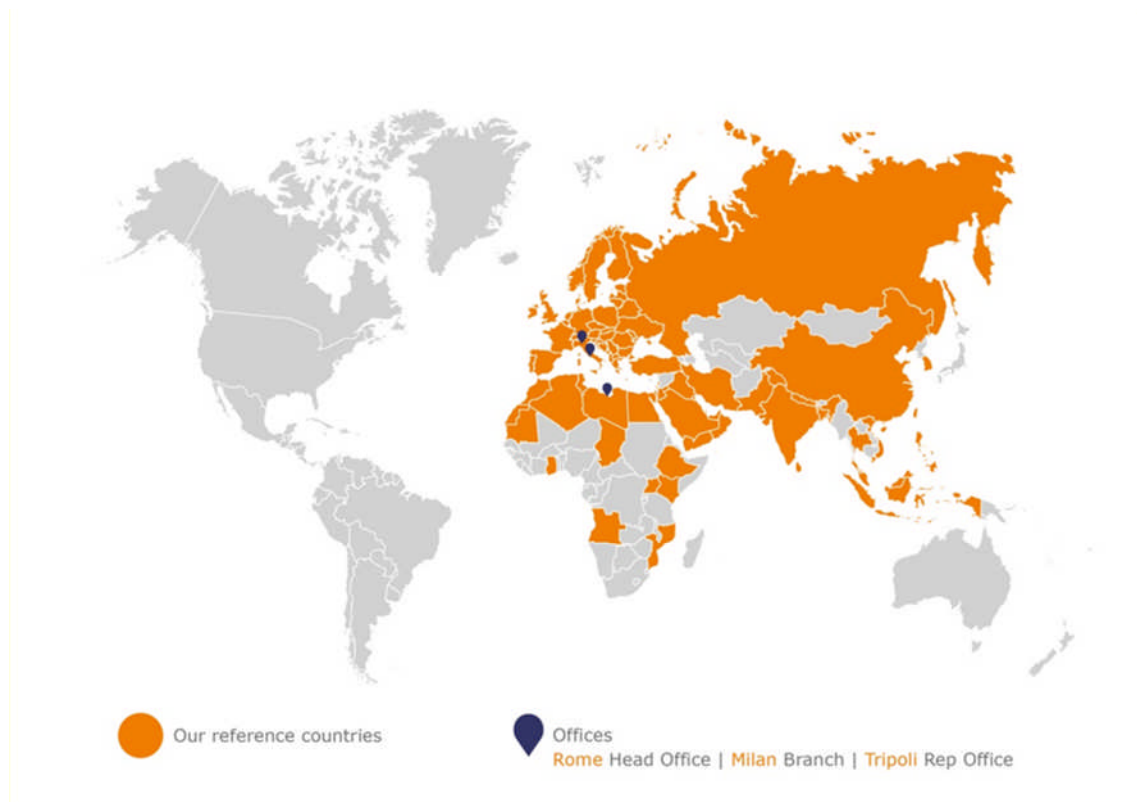 Our reference countries
Offices
Rome Head Office | Milan Branch | Tripoli Rep Office